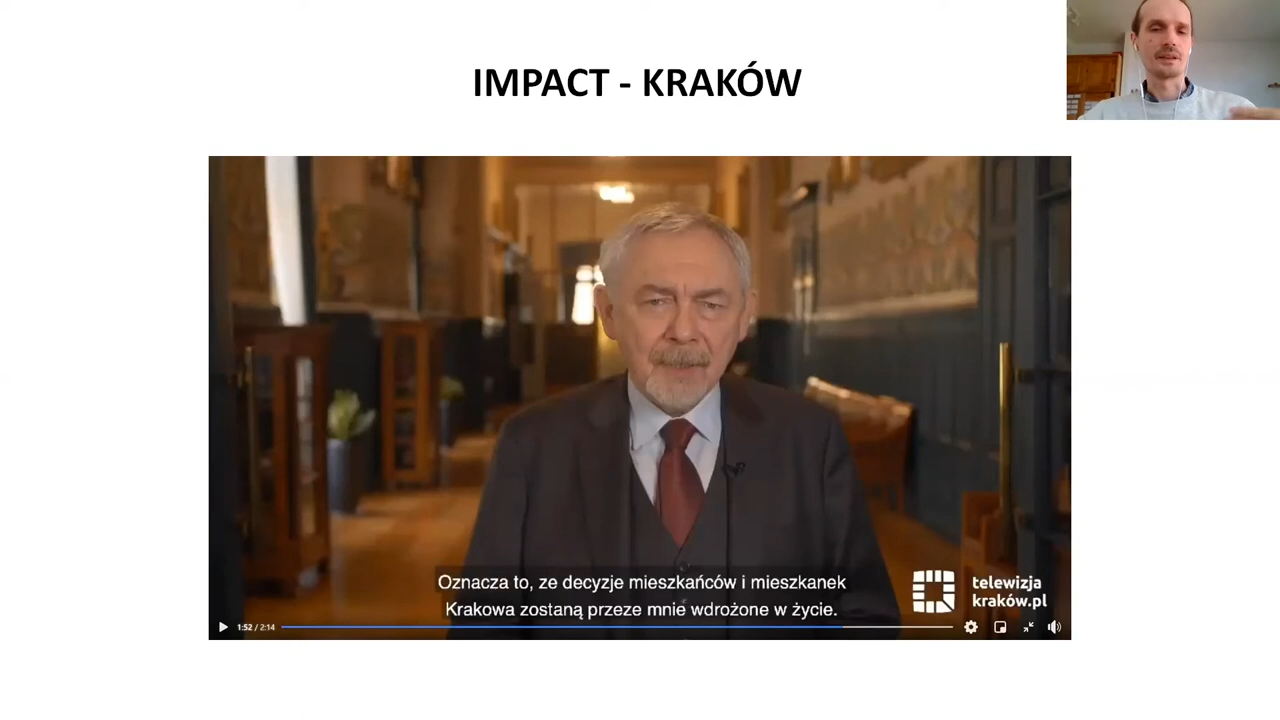 IMPACT - KRAKÓW
Oznacza to, ze decyzje mieszkańców i mieszkanek
Krakowa zostaną przeze mnie wdrożone w życie.
telewizja
kraków.pl
1:52 / 2:14